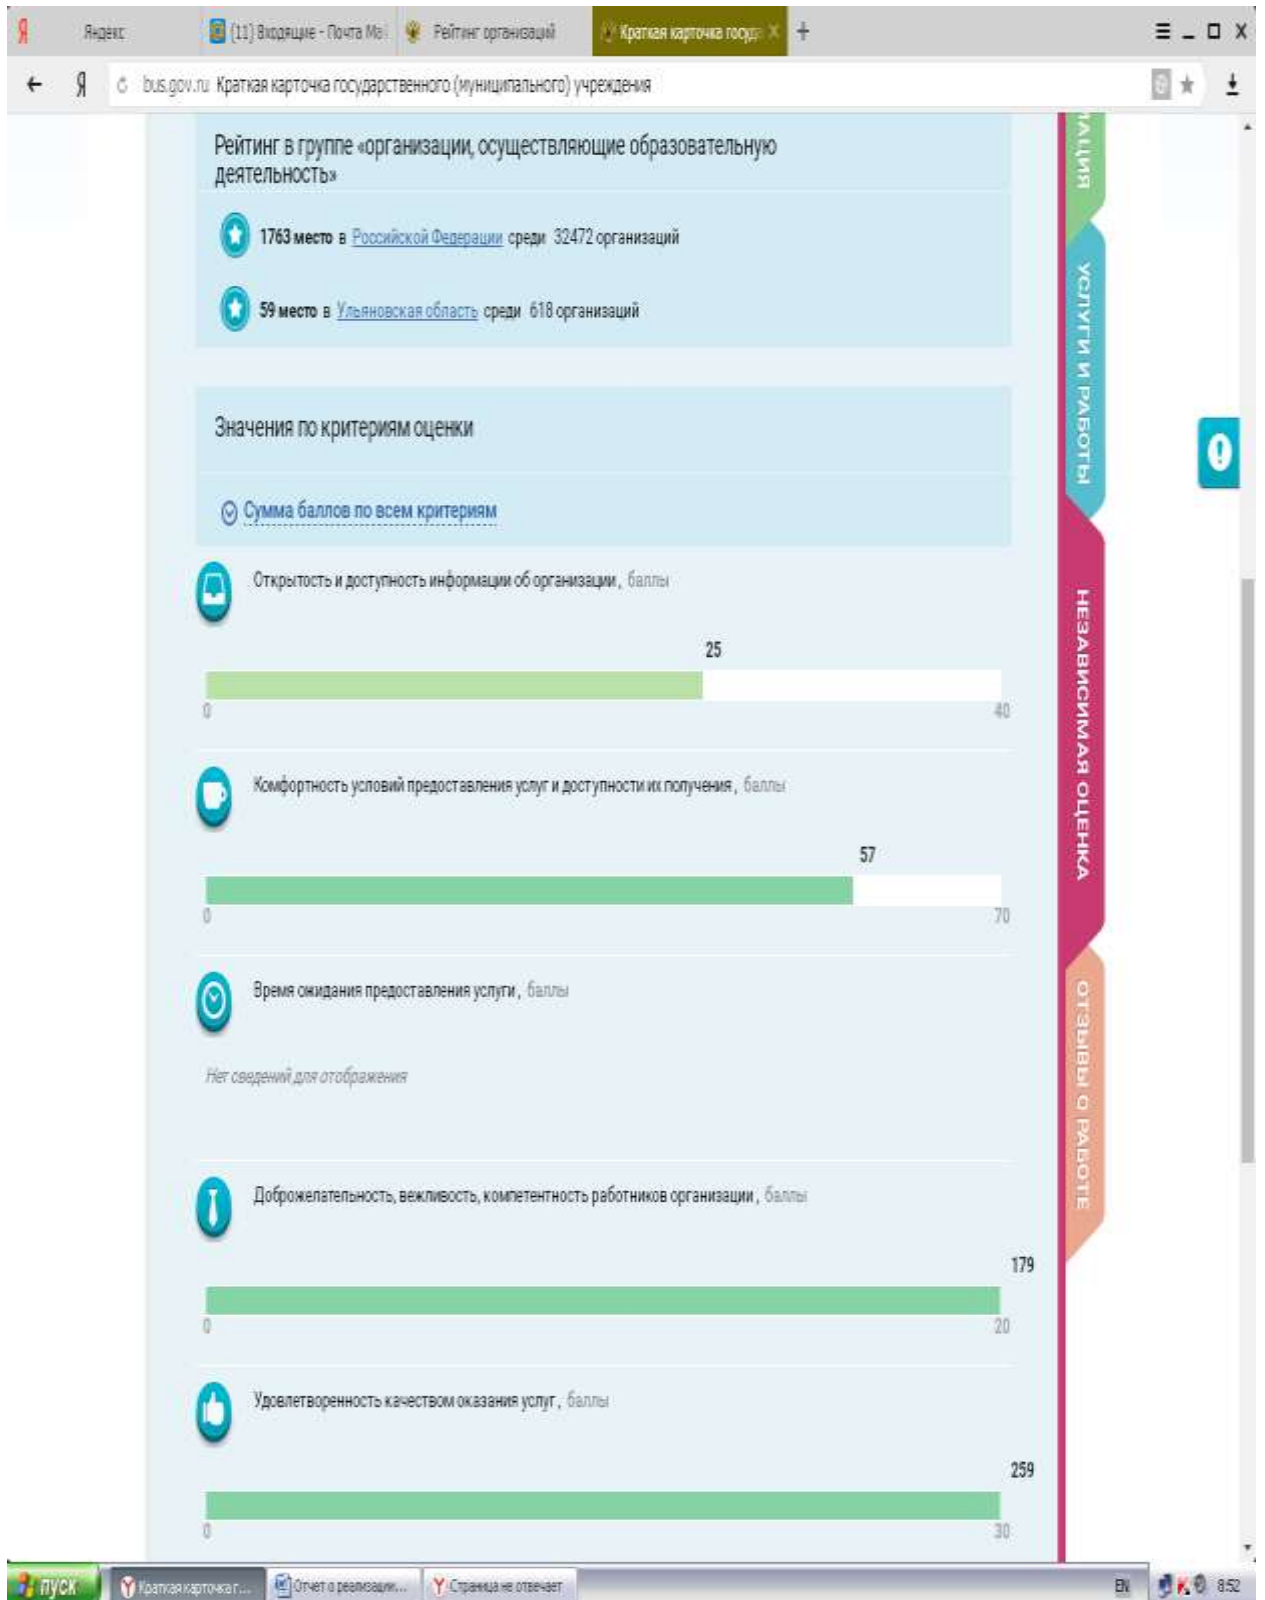 Я Яндекс (11) Входящие - Почта Mai Рейтинг организаций Краткая карточка госуда X +
Я bus.gov.ru Краткая карточка государственного (муниципального) учреждения
Рейтинг в группе «организации, осуществляющие образовательную
деятельность»
1763 место в Российской Федерации среди 32472 организаций
59 место в Ульяновская область среди 618 организаций
Значения по критериям оценки
Сумма баллов по всем критериям
Открытость и доступность информации об организации, баллы
25
0 40
Комфортность условий предоставления услуг и доступности их получения, баллы
57
0 70
Время ожидания предоставления услуги, баллы
Нет сведений для отображения
Доброжелательность, вежливость, компетентность работников организации, баллы
179
0 20
Удовлетворенность качеством оказания услуг, баллы
259
0 30
МАЦИЯ
УСЛУГИ И РАБОТЫ
НЕЗАВИСИМАЯ ОЦЕНКА
ОТЗЫВЫ О РАБОТЕ
пуск Краткая карточка г... Отчет о реализации... Страница не отвечает EN 8:52